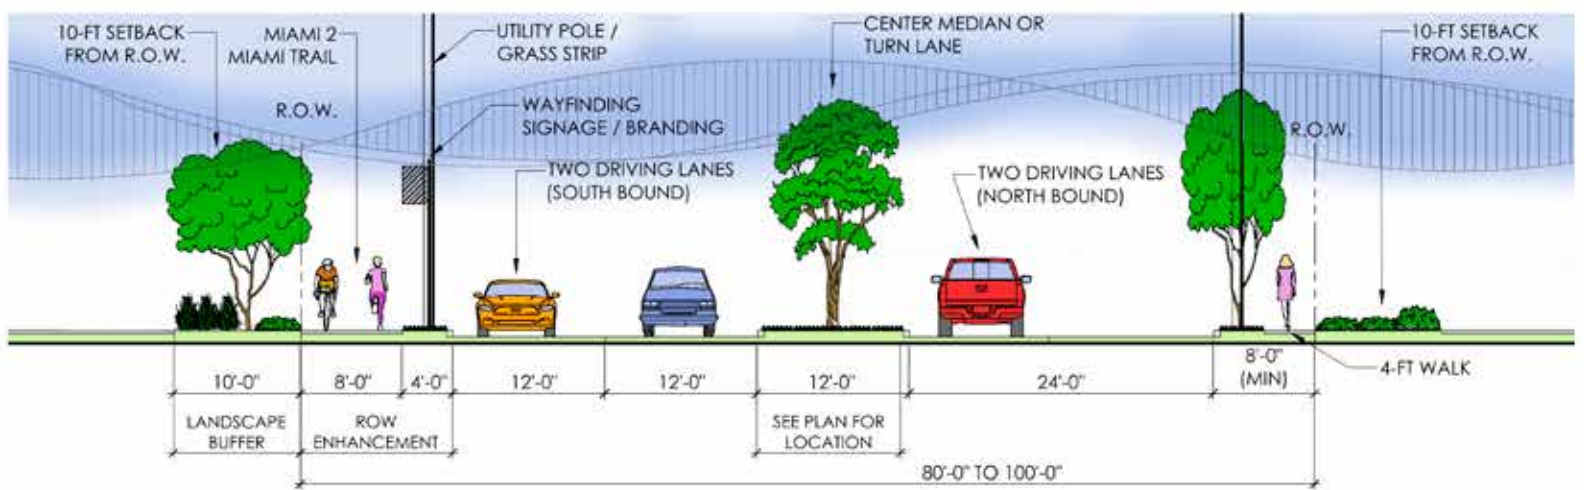 10-FT SETBACK
FROM R.O.W.
MIAMI 2
MIAMI TRAIL
R.O.W.
UTILITY POLE /
GRASS STRIP
WAYFINDING
SIGNAGE / BRANDING
TWO DRIVING LANES
(SOUTH BOUND)
CENTER MEDIAN OR
TURN LANE
TWO DRIVING LANES
(NORTH BOUND)
10-FT SETBACK
FROM R.O.W.
R.O.W.
4-FT WALK
10'-0"
8'-0"
4'-0"
12'-0"
12'-0"
12'-0"
24'-0"
8'-0"
(MIN)
LANDSCAPE
BUFFER
ROW
ENHANCEMENT
SEE PLAN FOR
LOCATION
80'-0" TO 100'-0"